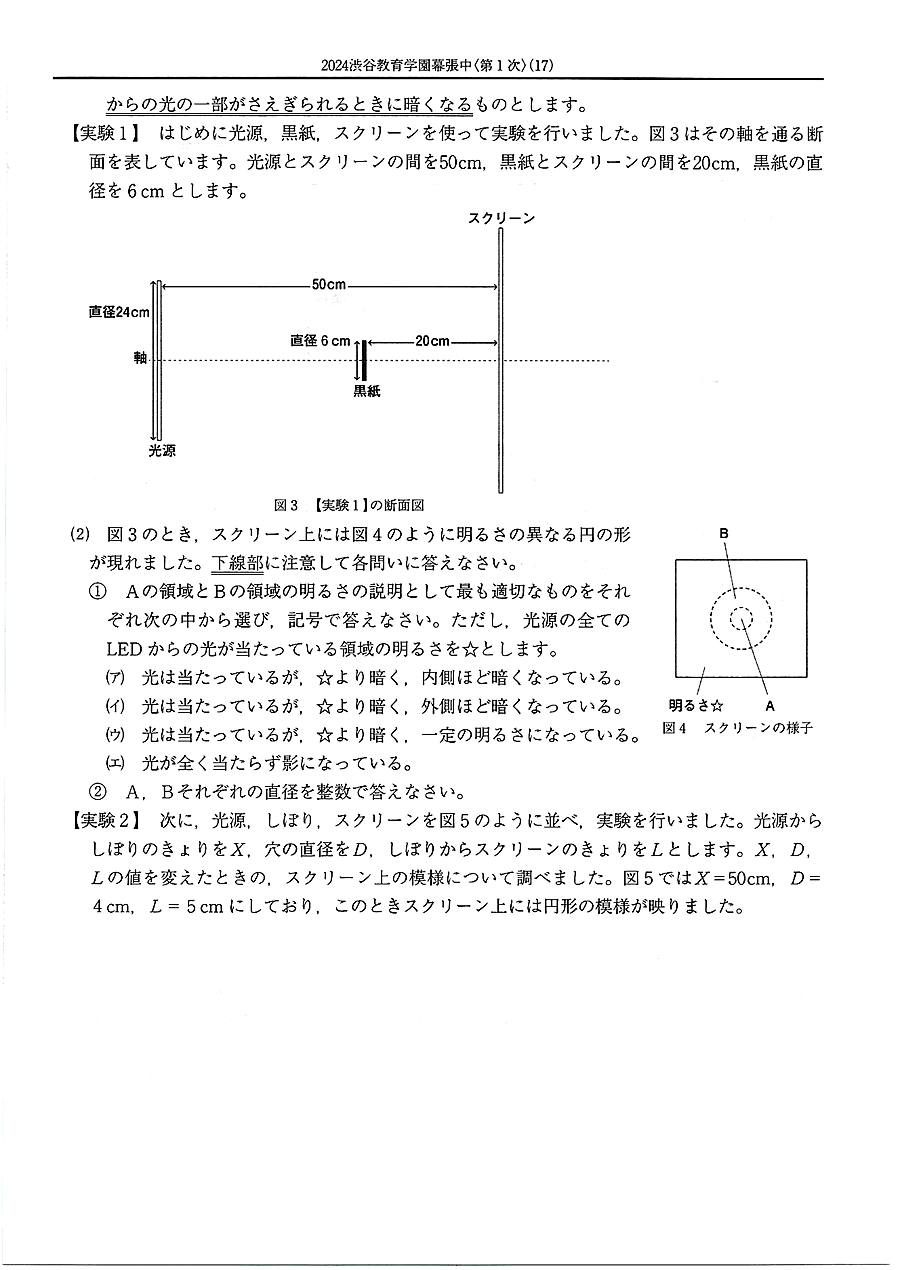 2024渋谷教育学園幕張中〈第1次〉(17)
からの光の一部がさえぎられるときに暗くなるものとします。
【実験1】 はじめに光源，黒紙，スクリーンを使って実験を行いました。図3はその軸を通る断
面を表しています。光源とスクリーンの間を50cm，黒紙とスクリーンの間を20cm，黒紙の直
径を6cmとします。
スクリーン
50cm
直径24cm
直径6cm
20cm
軸
黒紙
光源
図3 【実験1】の断面図
(2) 図3のとき，スクリーン上には図4のように明るさの異なる円の形
が現れました。下線部に注意して各問いに答えなさい。
① Aの領域とBの領域の明るさの説明として最も適切なものをそれ
ぞれ次の中から選び，記号で答えなさい。ただし，光源の全ての
LEDからの光が当たっている領域の明るさを☆とします。
(ア) 光は当たっているが，☆より暗く，内側ほど暗くなっている。
(イ) 光は当たっているが，☆より暗く，外側ほど暗くなっている。
(ウ) 光は当たっているが，☆より暗く，一定の明るさになっている。
(エ) 光が全く当たらず影になっている。
② A，Bそれぞれの直径を整数で答えなさい。
B
明るさ☆
A
図4 スクリーンの様子
【実験2】 次に，光源，しぼり，スクリーンを図5のように並べ，実験を行いました。光源から
しぼりのきょりをX，穴の直径をD，しぼりからスクリーンのきょりをLとします。X，D，
Lの値を変えたときの，スクリーン上の模様について調べました。図5ではX=50cm，D=
4cm，L=5cmにしており，このときスクリーン上には円形の模様が映りました。